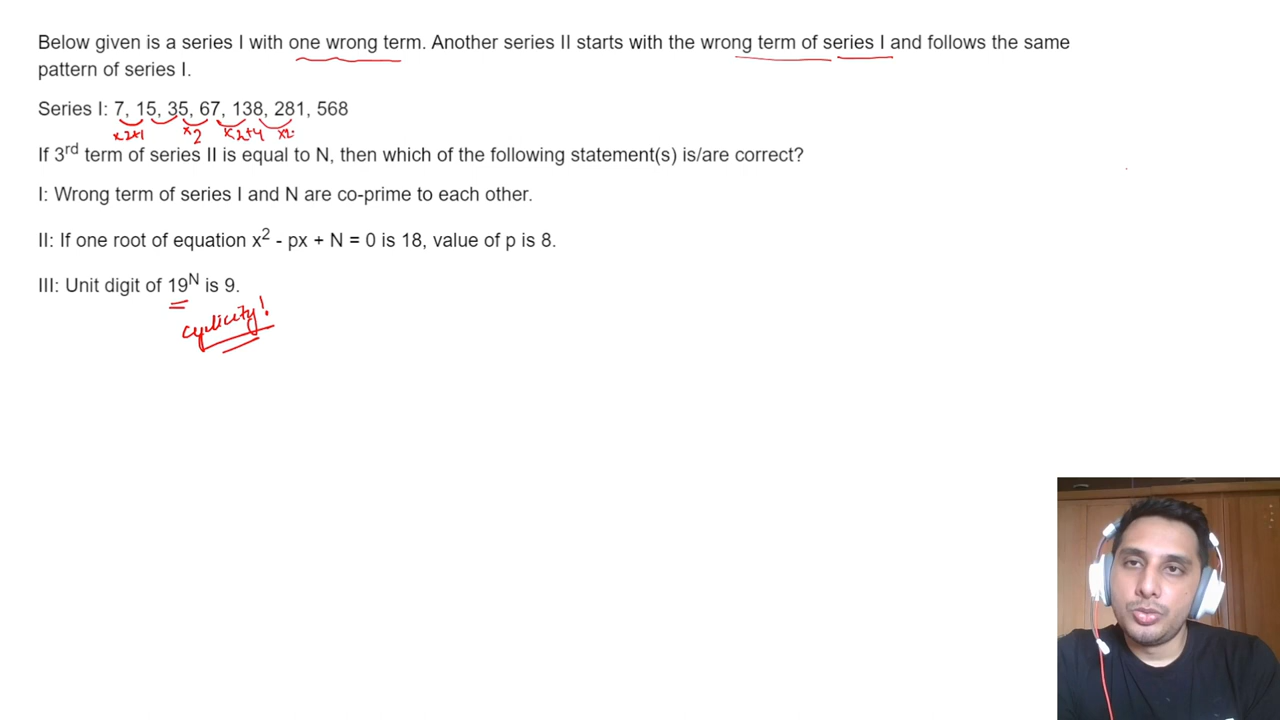 Below given is a series I with one wrong term. Another series II starts with the wrong term of series I and follows the same
pattern of series I.
Series I: 7, 15, 35, 67, 138, 281, 568
x2+1 x2 x2+4 x2
If 3rd term of series II is equal to N, then which of the following statement(s) is/are correct?
I: Wrong term of series I and N are co-prime to each other.
II: If one root of equation x2 - px + N = 0 is 18, value of p is 8.
III: Unit digit of 19N is 9.
cyclicity!